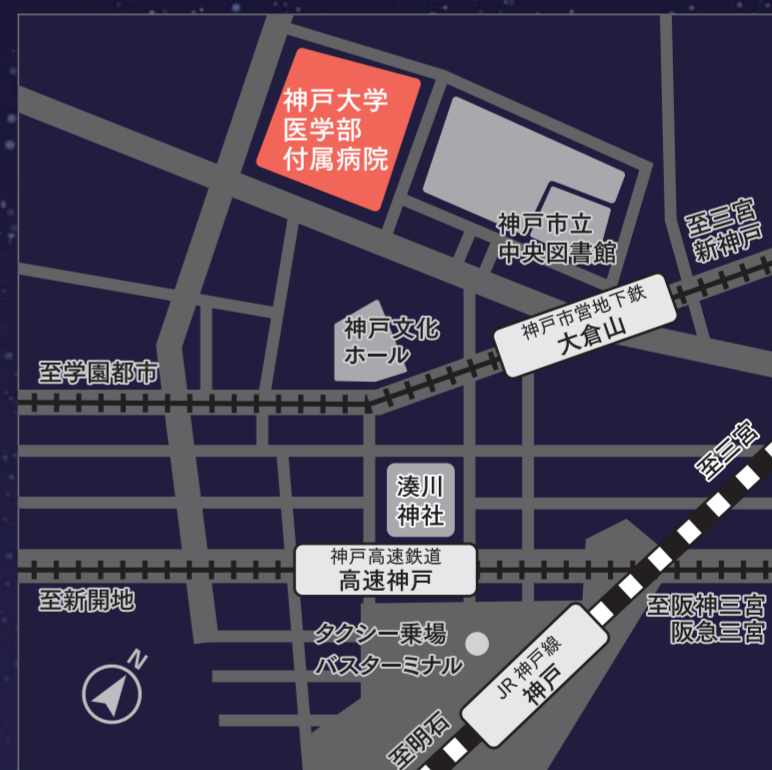 神戸大学
医学部
付属病院
神戸市立
中央図書館
至三宮
新神戸
神戸市営地下鉄
大倉山
神戸文化
ホール
至学園都市
至三宮
湊川
神社
神戸高速鉄道
高速神戸
至新開地
至阪神三宮
阪急三宮
タクシー乗場
バスターミナル
JR神戸線
神戸
至明石
N